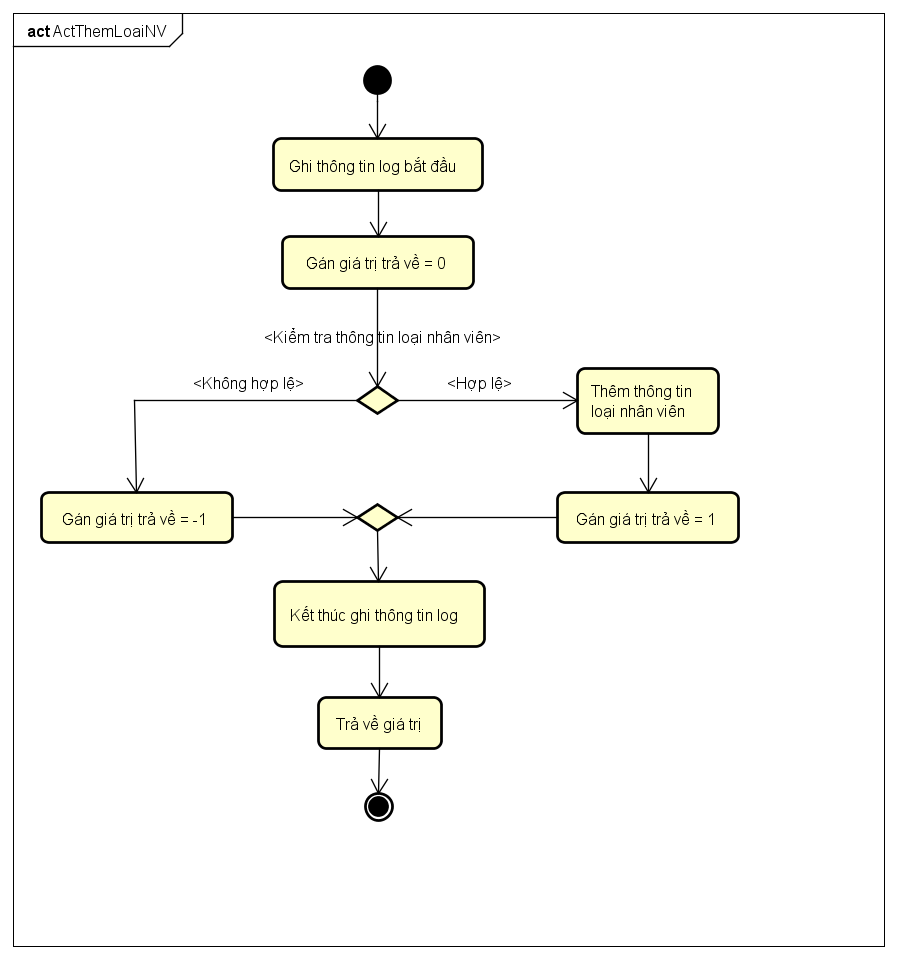 act ActThemLoaiNV
Ghi thông tin log bắt đầu
Gán giá trị trả về = 0
<Kiểm tra thông tin loại nhân viên>
<Không hợp lệ>
<Hợp lệ>
Thêm thông tin
loại nhân viên
Gán giá trị trả về = -1
Gán giá trị trả về = 1
Kết thúc ghi thông tin log
Trả về giá trị